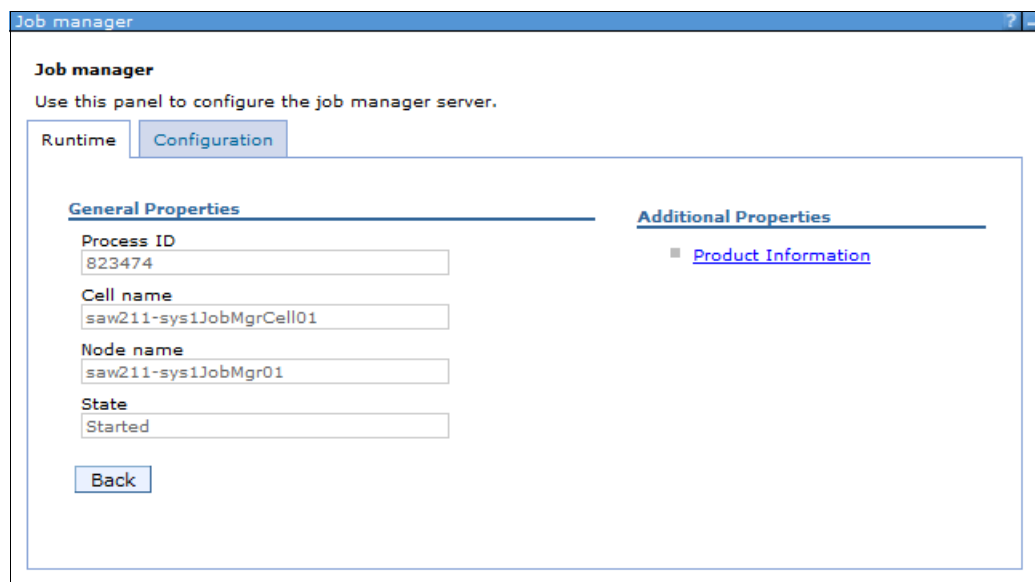 Job manager
?
Job manager
Use this panel to configure the job manager server.
Runtime
Configuration
General Properties
Process ID
823474
Cell name
saw211-sys1JobMgrCell01
Node name
saw211-sys1JobMgr01
State
Started
Back
Additional Properties
Product Information